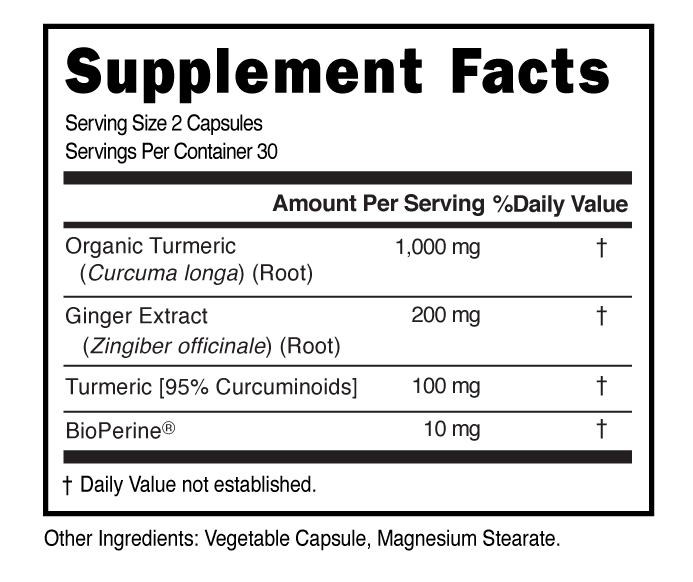 Supplement Facts
Serving Size 2 Capsules
Servings Per Container 30
Amount Per Serving %Daily Value
Organic Turmeric 1,000 mg †
(Curcuma longa) (Root)
Ginger Extract 200 mg †
(Zingiber officinale) (Root)
Turmeric [95% Curcuminoids] 100 mg †
BioPerine® 10 mg †
† Daily Value not established.
Other Ingredients: Vegetable Capsule, Magnesium Stearate.